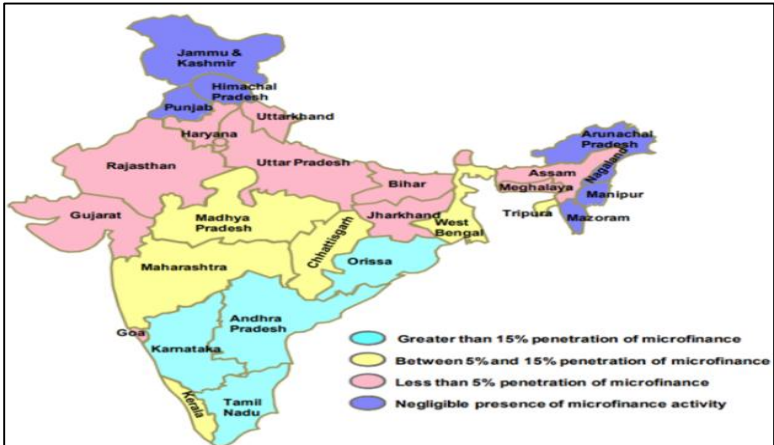 Jammu &
Kashmir
Himachal
Pradesh
Punjab
Uttarkhand
Haryana
Arunachal
Pradesh
Rajasthan
Uttar Pradesh
Assam
Nagaland
Bihar
Meghalaya
Manipur
Gujarat
Jharkhand
Madhya
Pradesh
West
Bengal
Tripura
Mazoram
Chhattisgarh
Orissa
Maharashtra
Andhra
Pradesh
Goa
Karnataka
Kerala
Tamil
Nadu
Greater than 15% penetration of microfinance
Between 5% and 15% penetration of microfinance
Less than 5% penetration of microfinance
Negligible presence of microfinance activity